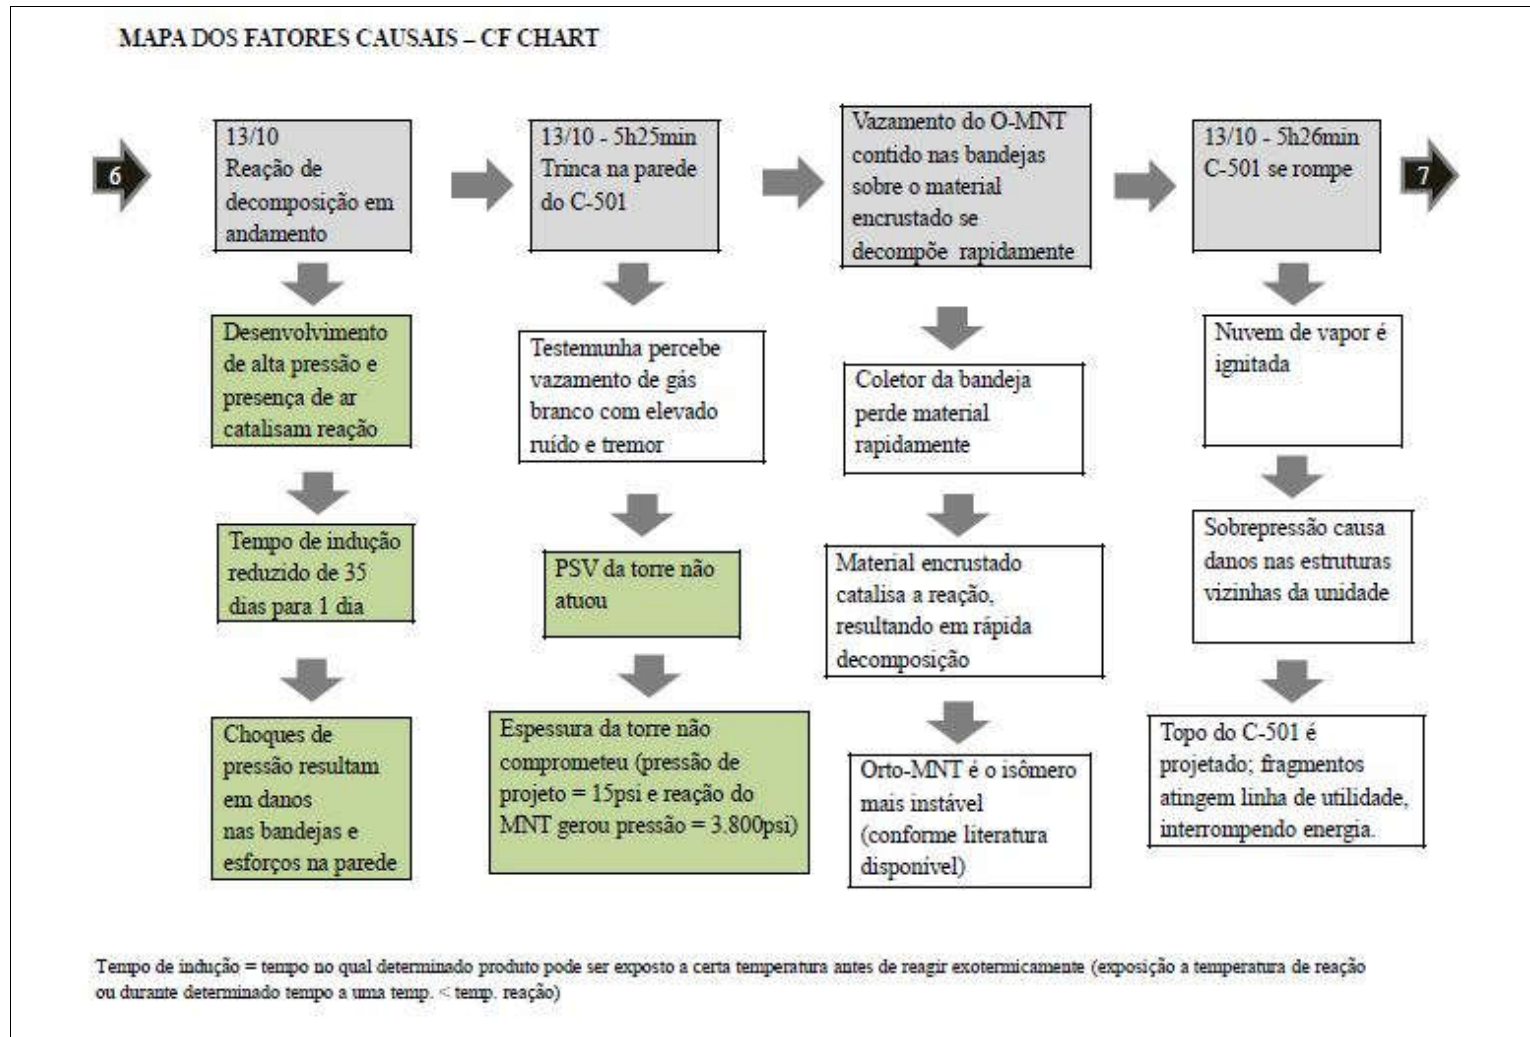 MAPA DOS FATORES CAUSAIS – CF CHART
6
13/10
Reação de
decomposição em
andamento
13/10 - 5h25min
Trinca na parede
do C-501
Vazamento do O-MNT
contido nas bandejas
sobre o material
encrustado se
decompõe rapidamente
13/10 - 5h26min
C-501 se rompe
7
Desenvolvimento
de alta pressão e
presença de ar
catalisam reação
Testemunha percebe
vazamento de gás
branco com elevado
ruído e tremor
Coletor da bandeja
perde material
rapidamente
Nuvem de vapor é
ignitada
Tempo de indução
reduzido de 35
dias para 1 dia
PSV da torre não
atuou
Material encrustado
catalisa a reação,
resultando em rápida
decomposição
Sobrepressão causa
danos nas estruturas
vizinhas da unidade
Choques de
pressão resultam
em danos
nas bandejas e
esforços na parede
Espessura da torre não
comprometeu (pressão de
projeto = 15psi e reação do
MNT gerou pressão = 3.800psi)
Orto-MNT é o isômero
mais instável
(conforme literatura
disponível)
Topo do C-501 é
projetado; fragmentos
atingem linha de utilidade,
interrompendo energia.
Tempo de indução = tempo no qual determinado produto pode ser exposto a certa temperatura antes de reagir exotermicamente (exposição a temperatura de reação
ou durante determinado tempo a uma temp. < temp. reação)